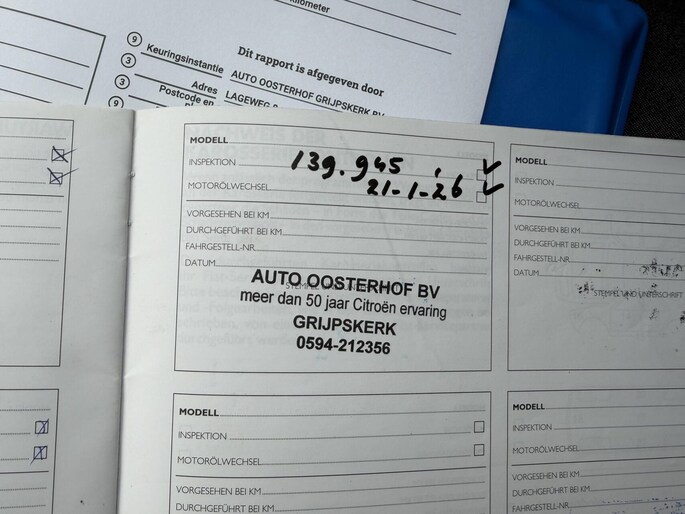 kilometer
Dit rapport is afgegeven door
9 Keuringsinstantie AUTO OOSTERHOF GRIJPSKERK BV
3 Adres LAGEWEG
3 Postcode en
9
MODELL
INSPEKTION 139.945
MOTORÖLWECHSEL 21-1-26
VORGESEHEN BEI KM
DURCHGEFÜHRT BEI KM
FAHRGESTELL-NR.
DATUM
AUTO OOSTERHOF BV
meer dan 50 jaar Citroën ervaring
GRIJPSKERK
0594-212356
MODELL
INSPEKTION
MOTORÖLWECHSEL
VORGESEHEN BEI KM
DURCHGEFÜHRT BEI KM
FAHRGESTELL-NR
DATUM
STEMPEL UND UNTERSCHRIFT
MODELL
INSPEKTION
MOTORÖLWECHSEL
VORGESEHEN BEI KM
DURCHGEFÜHRT BEI KM
MODELL
INSPEKTION
MOTORÖLWECHSEL
VORGESEHEN BEI KM
DURCHGEFÜHRT BEI KM
FAHRGESTELL-NR